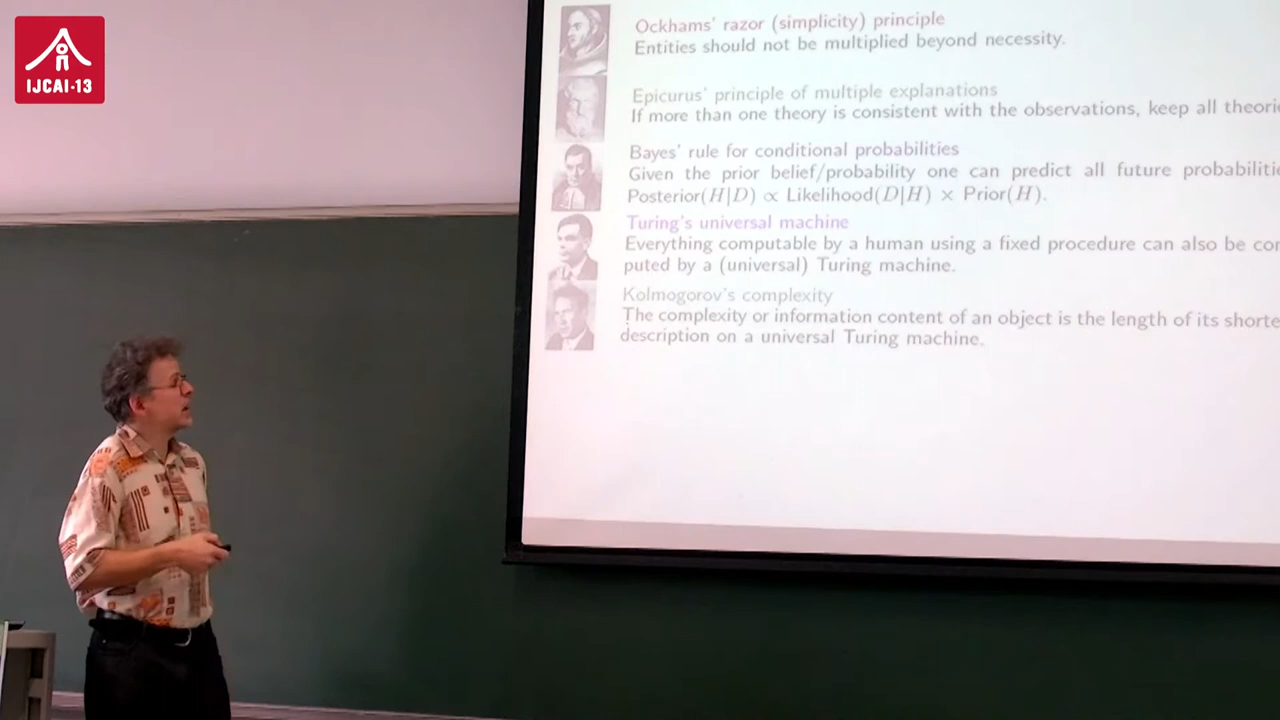 IJCAI-13
Ockhams' razor (simplicity) principle
Entities should not be multiplied beyond necessity.
Epicurus' principle of multiple explanations
If more than one theory is consistent with the observations, keep all
Bayes' rule for conditional probabilities
Given the prior belief/probability one can predict all future
Posterior(H|D) ∝ Likelihood(D|H) × Prior(H).
Turing's universal machine
Everything computable by a human using a fixed procedure can also be
puted by a (universal) Turing machine.
Kolmogorov's complexity
The complexity or information content of an object is the length of its
description on a universal Turing machine.